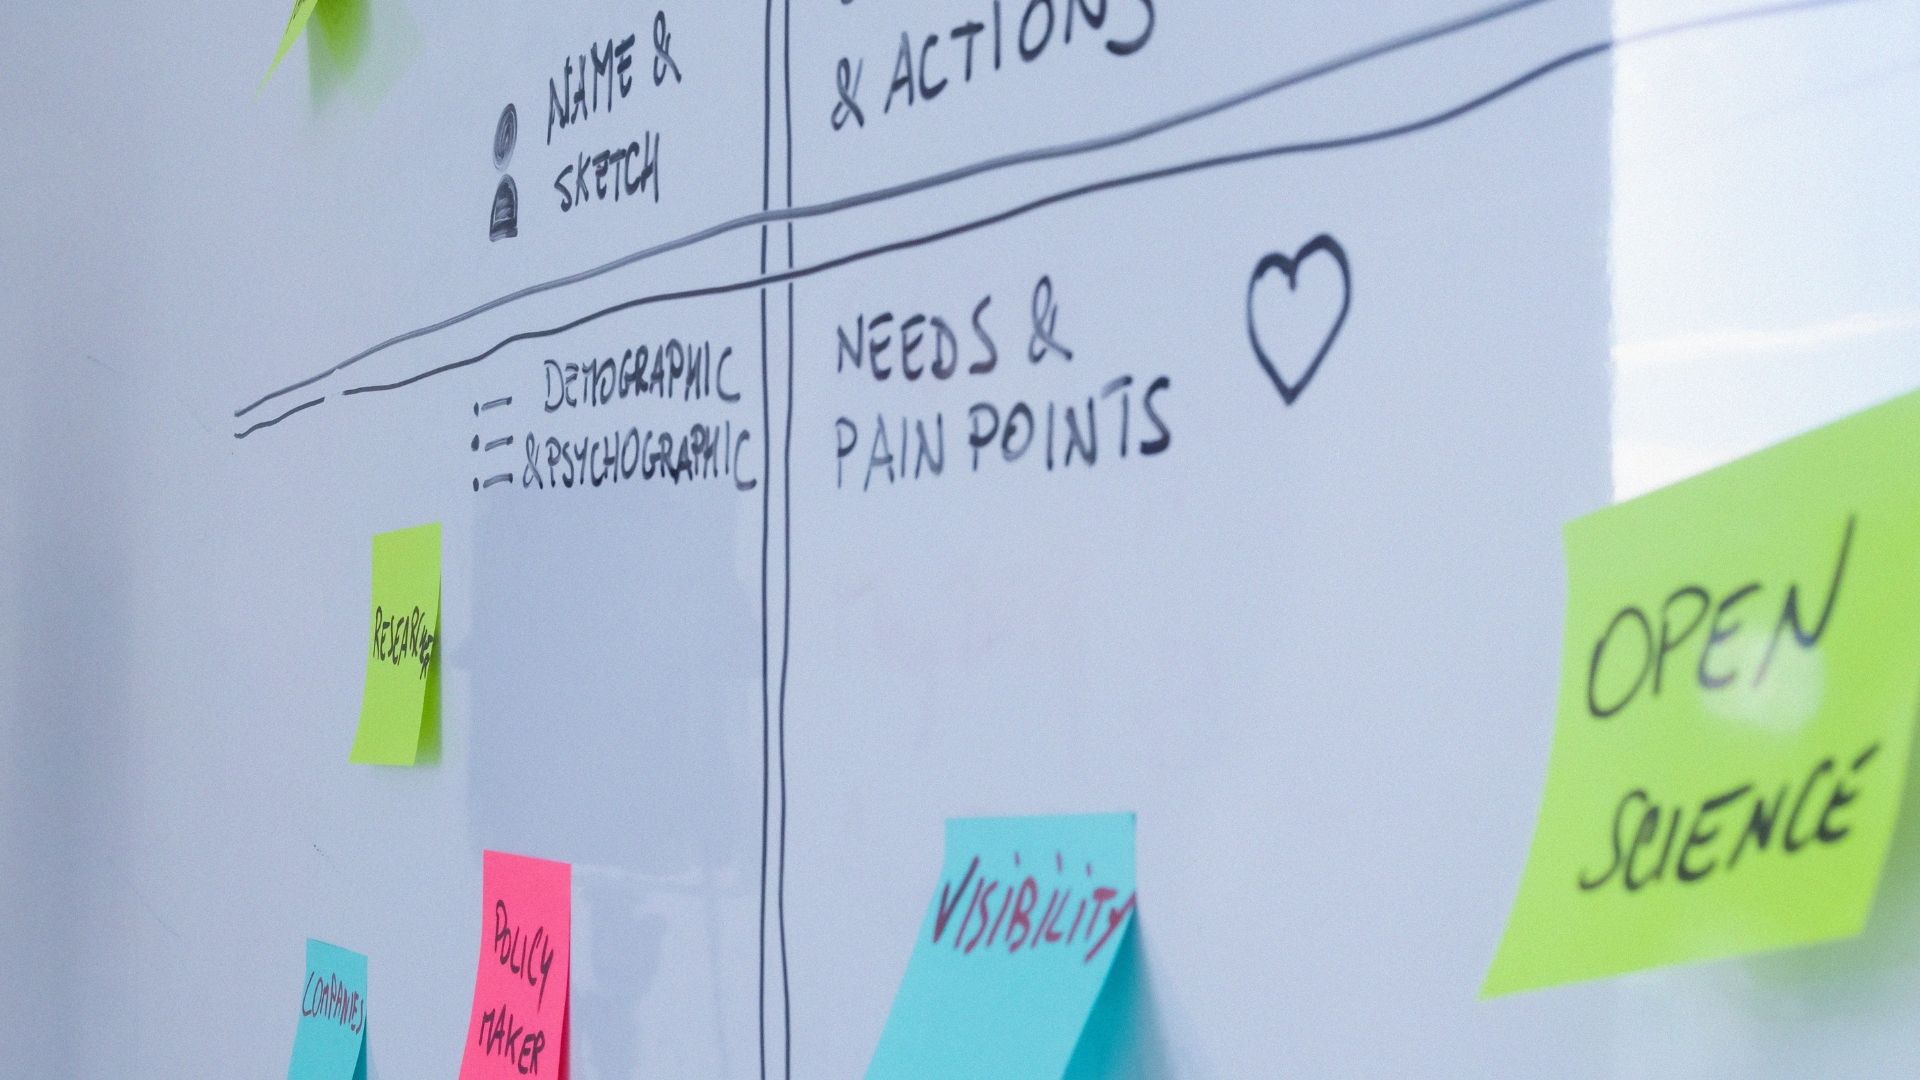 NAME &
SKETCH
& ACTIONS
DEMOGRAPHIC
& PSYCHOGRAPHIC
NEEDS &
PAIN POINTS
RESEARCHER
COMPANIES
POLICY
MAKER
VISIBILITY
OPEN
SCIENCE